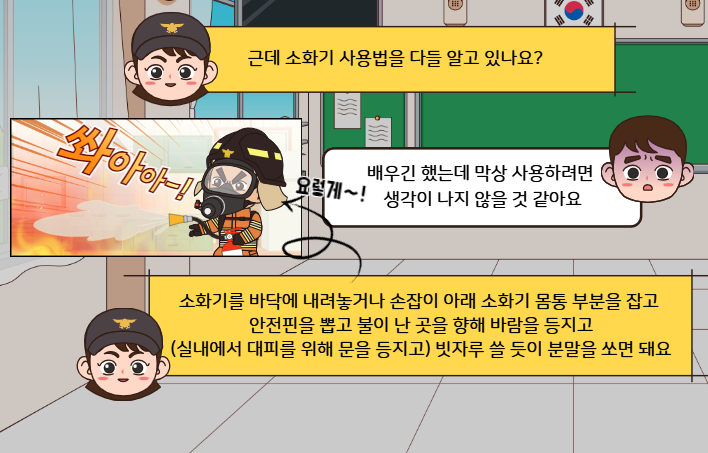 근데 소화기 사용법을 다들 알고 있나요?
쏴아아~!
요렇게~!
배우긴 했는데 막상 사용하려면
생각이 나지 않을 것 같아요
소화기를 바닥에 내려놓거나 손잡이 아래 소화기 몸통 부분을 잡고
안전핀을 뽑고 불이 난 곳을 향해 바람을 등지고
(실내에서 대피를 위해 문을 등지고) 빗자루 쓸 듯이 분말을 쏘면 돼요